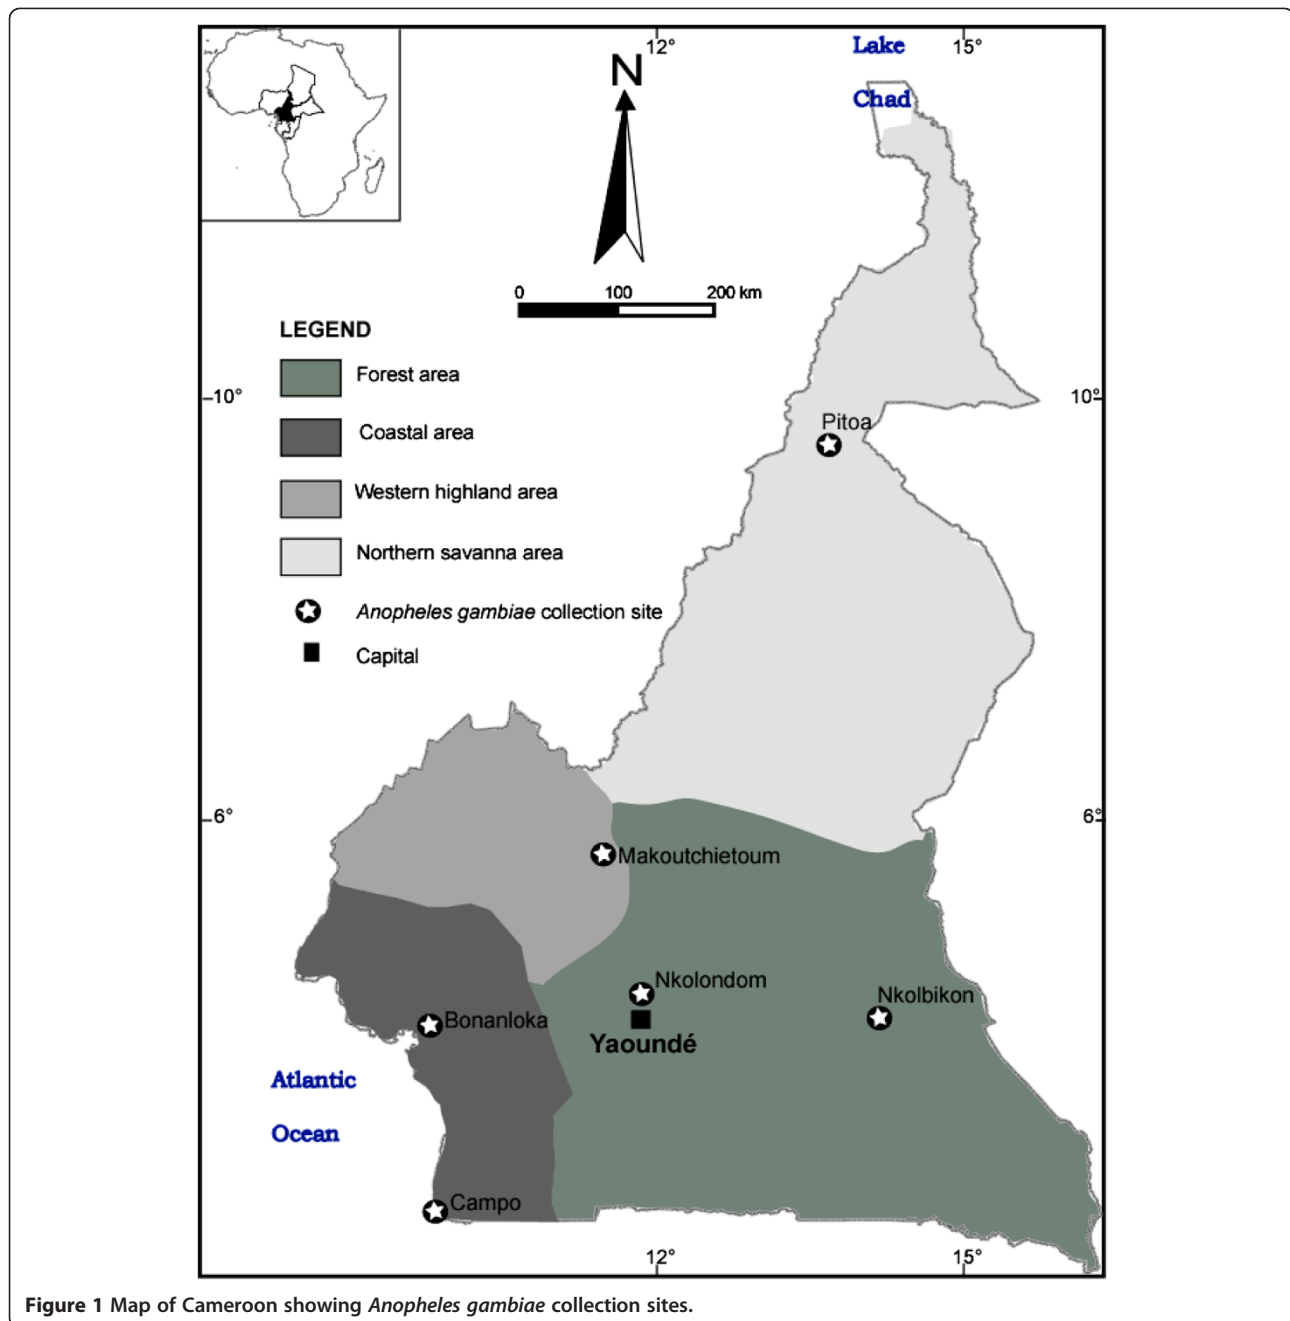 12°
15°
Lake
Chad
N
0 100 200 km
LEGEND
Forest area
Coastal area
Western highland area
Northern savanna area
Anopheles gambiae collection site
Capital
10°
10°
Pitoa
6°
6°
Makoutchietoum
Nkolondom
Nkolbikon
Bonanloka
Yaoundé
Atlantic
Ocean
Campo
12°
15°
Figure 1 Map of Cameroon showing Anopheles gambiae collection sites.